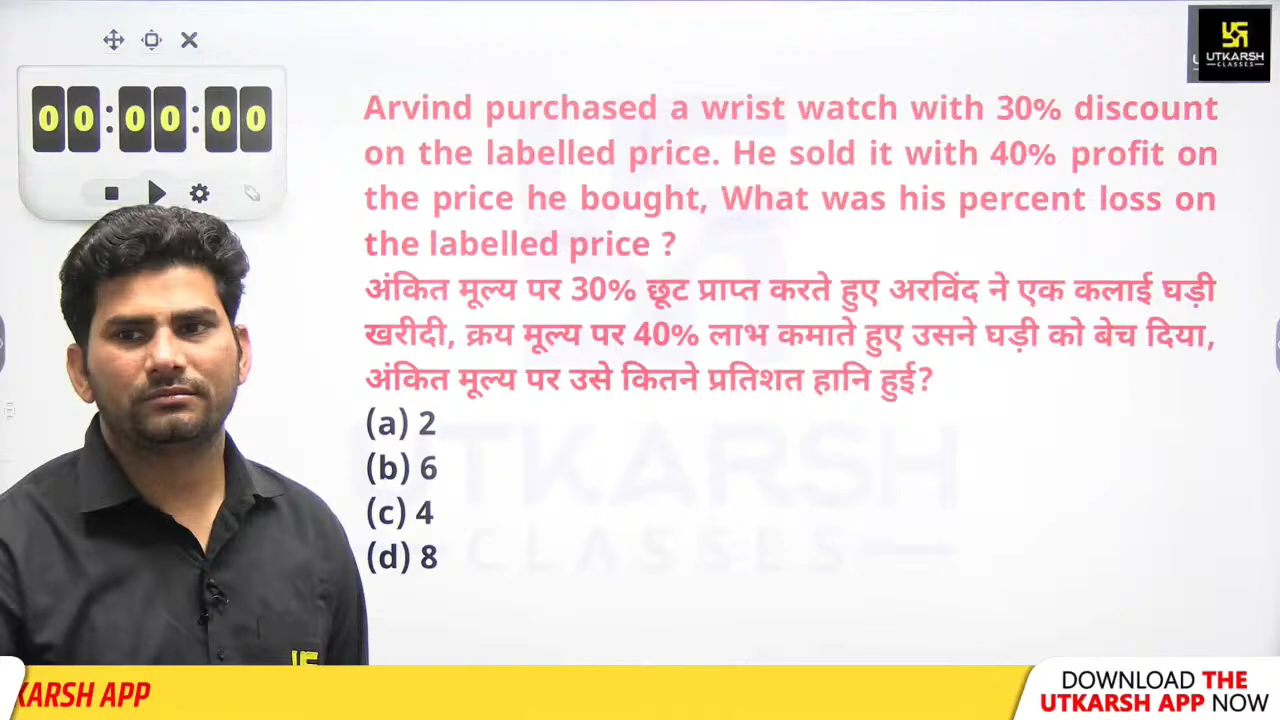 UTKARSH
CLASSES
00:00:00
Arvind purchased a wrist watch with 30% discount
on the labelled price. He sold it with 40% profit on
the price he bought, What was his percent loss on
the labelled price ?
अंकित मूल्य पर 30% छूट प्राप्त करते हुए अरविंद ने एक कलाई घड़ी
खरीदी, क्रय मूल्य पर 40% लाभ कमाते हुए उसने घड़ी को बेच दिया,
अंकित मूल्य पर उसे कितने प्रतिशत हानि हुई?
(a) 2
(b) 6
(c) 4
(d) 8
UTKARSH
CLASSES
KARSH APP
DOWNLOAD THE
UTKARSH APP NOW